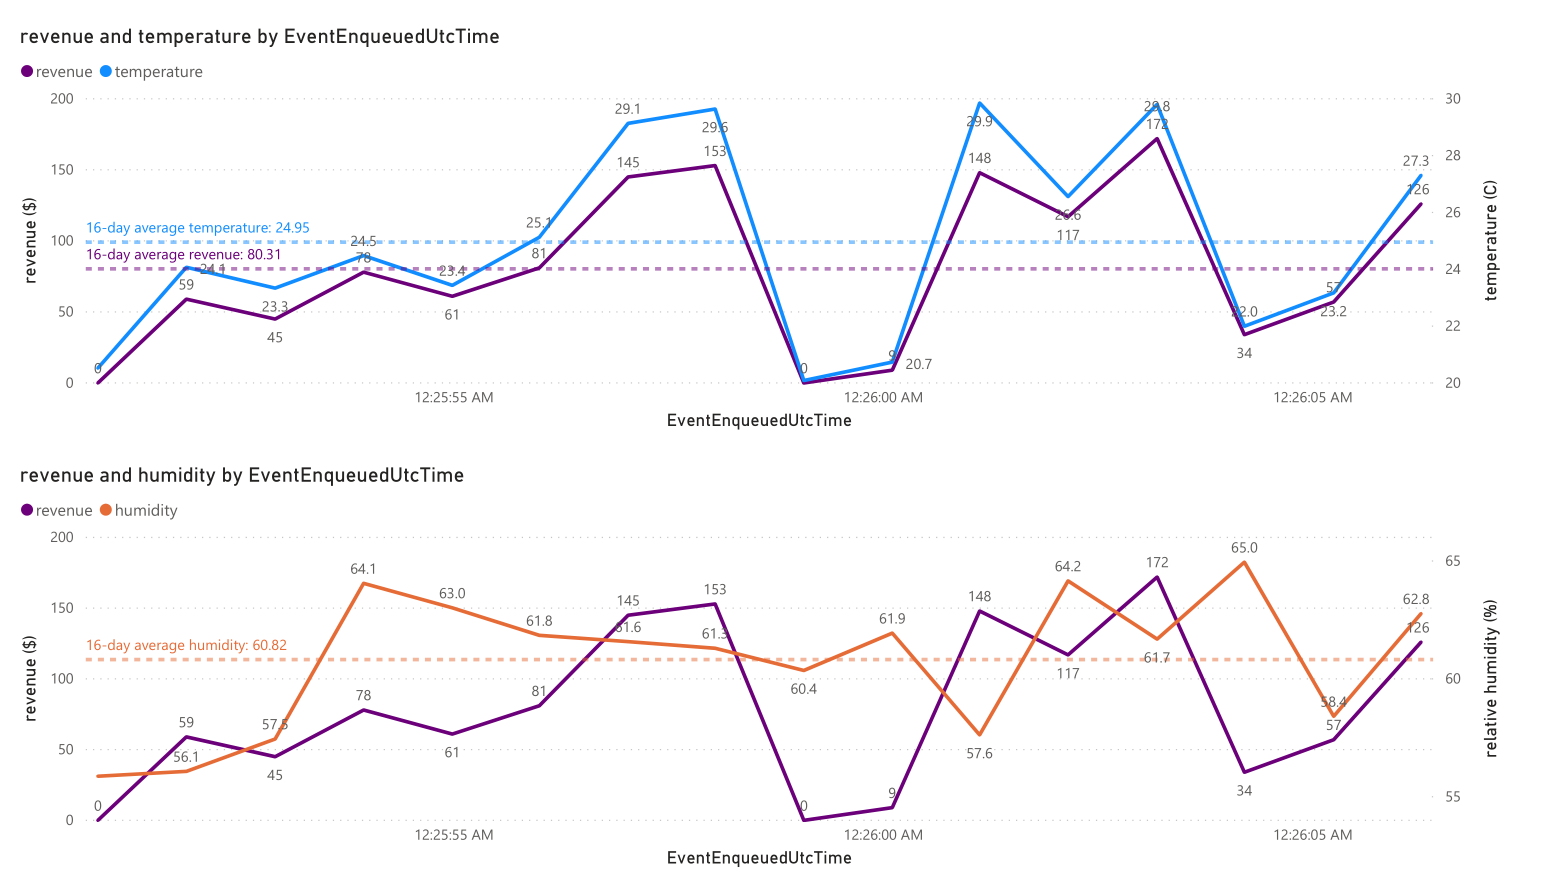 revenue and temperature by EventEnqueuedUtcTime
revenue temperature
200 30
29.1 29.6 29.9 29.8
153 172
145 148
150 28
27.3
126
26.6
117
26
16-day average temperature: 24.95
25.1
24.5
100
16-day average revenue: 80.31
78 81
24.1 23.4 24
59 57
23.3 23.2
50 22.0 22
45 61 34
9 20.7
0 0
0 20
12:25:55 AM 12:26:00 AM 12:26:05 AM
EventEnqueuedUtcTime
revenue ($)
temperature (C)
revenue and humidity by EventEnqueuedUtcTime
revenue humidity
200
65.0
65
64.1 64.2 172
63.0 153
148
62.8
150 145
61.8 61.9
61.6 61.3 126
16-day average humidity: 60.82
61.7
117
100 60
60.4
78 81
58.4
59 57.5 57
50 61 57.6
56.1
45
34
55
0 0 9
0
12:25:55 AM 12:26:00 AM 12:26:05 AM
EventEnqueuedUtcTime
revenue ($)
relative humidity (%)